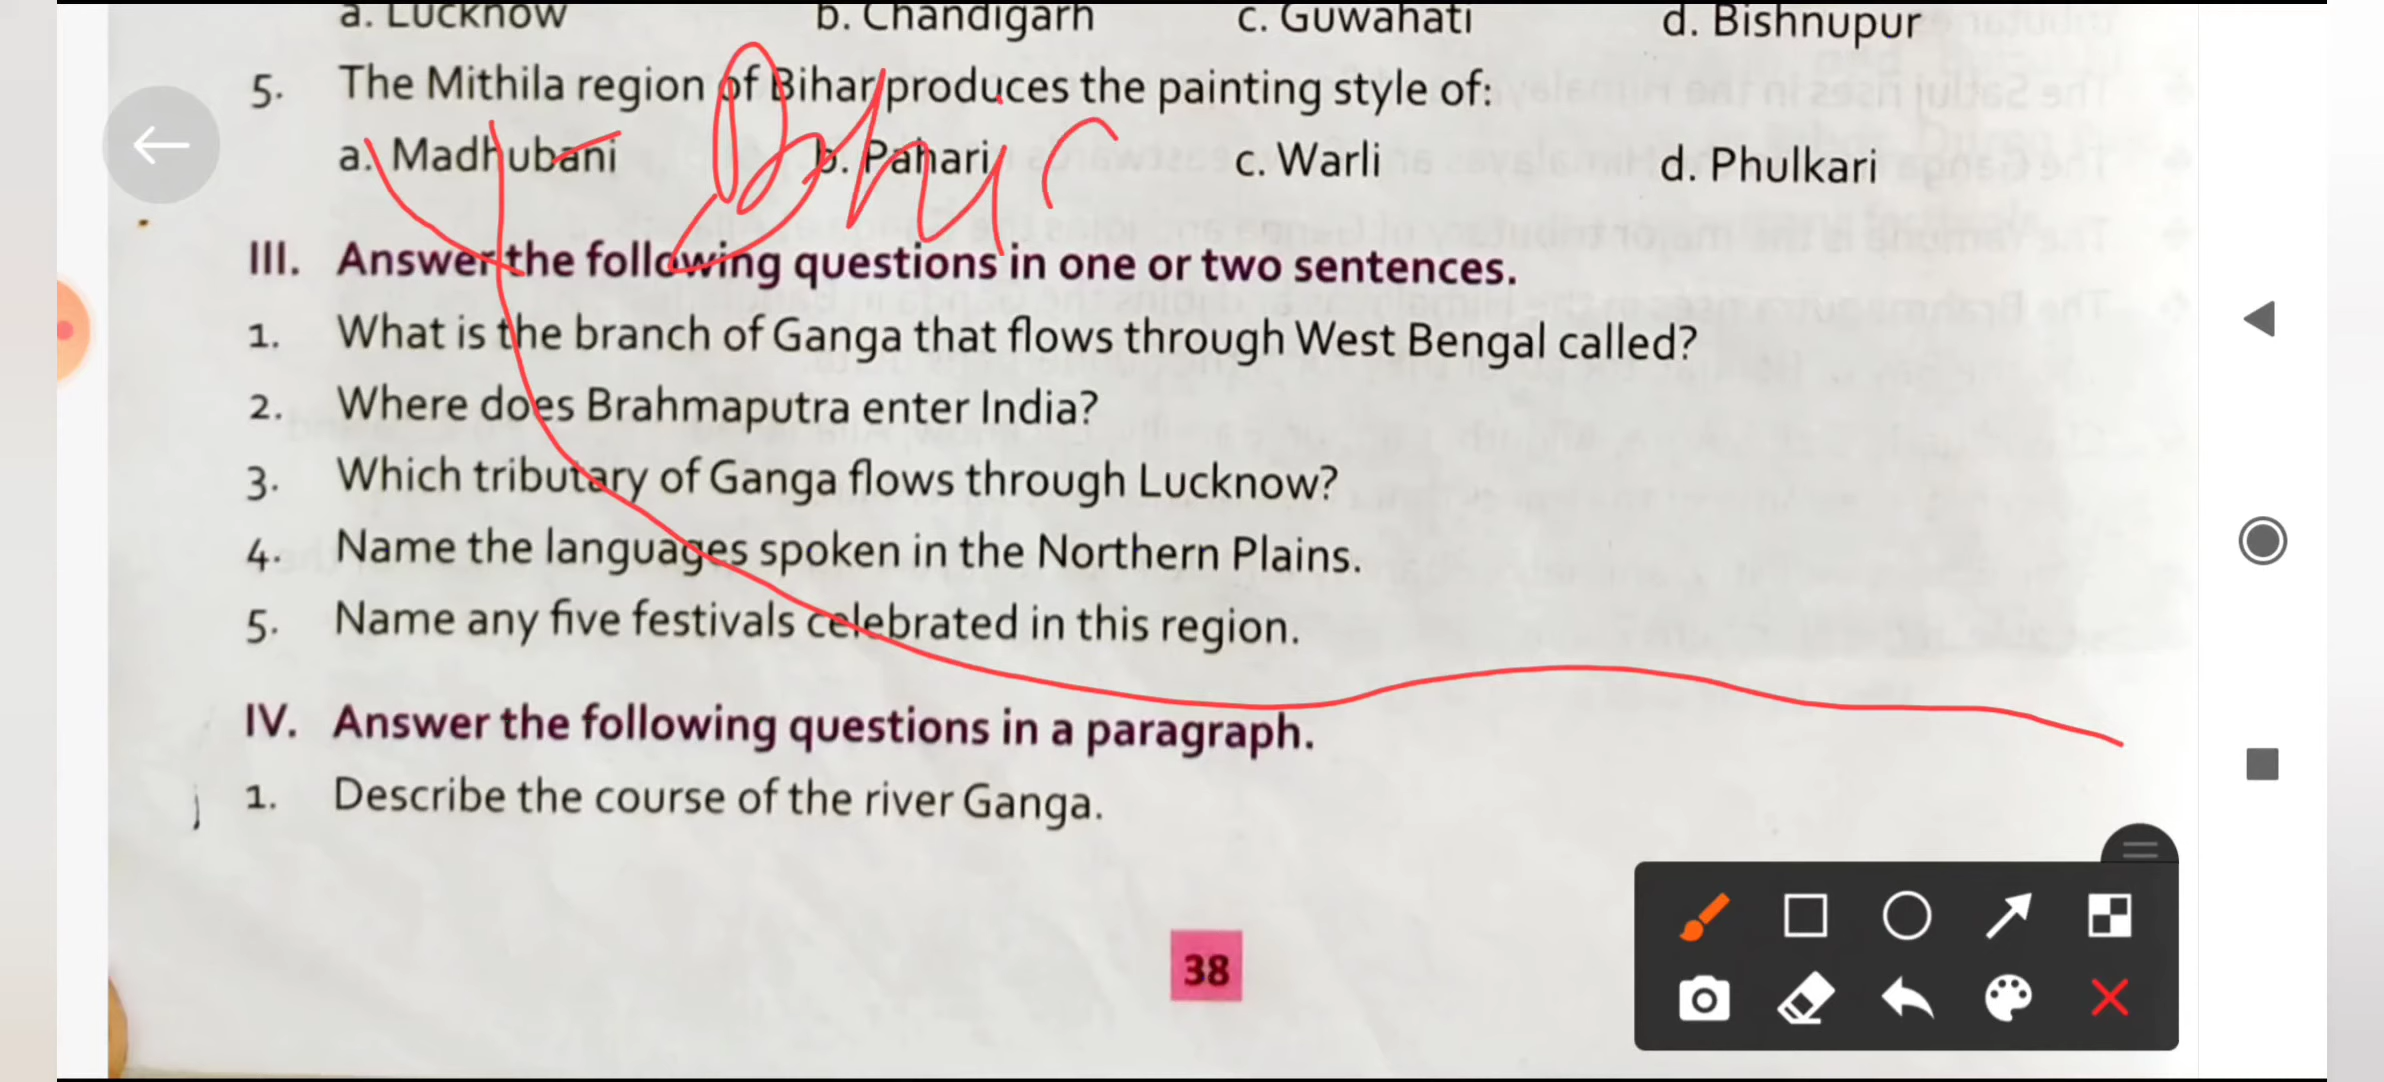 a. Lucknow b. Chandigarh c. Guwahati d. Bishnupur
5. The Mithila region of Bihar produces the painting style of:
a. Madhubani b. Pahari c. Warli d. Phulkari
III. Answer the following questions in one or two sentences.
1. What is the branch of Ganga that flows through West Bengal called?
2. Where does Brahmaputra enter India?
3. Which tributary of Ganga flows through Lucknow?
4. Name the languages spoken in the Northern Plains.
5. Name any five festivals celebrated in this region.
IV. Answer the following questions in a paragraph.
1. Describe the course of the river Ganga.
38